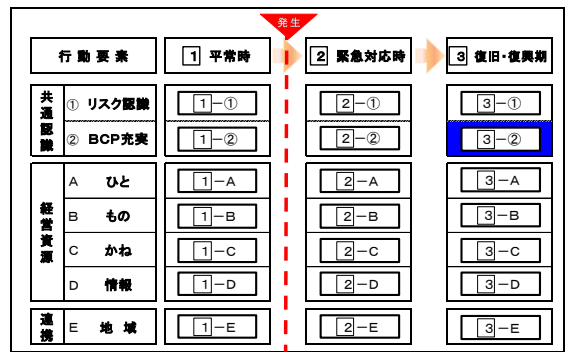 発生
行動要素 1 平常時 2 緊急対応時 3 復旧・復興期
共通認識
① リスク認識 1－① 2－① 3－①
② BCP充実 1－② 2－② 3－②
経営資源
A ひと 1－A 2－A 3－A
B もの 1－B 2－B 3－B
C かね 1－C 2－C 3－C
D 情報 1－D 2－D 3－D
連携
E 地域 1－E 2－E 3－E